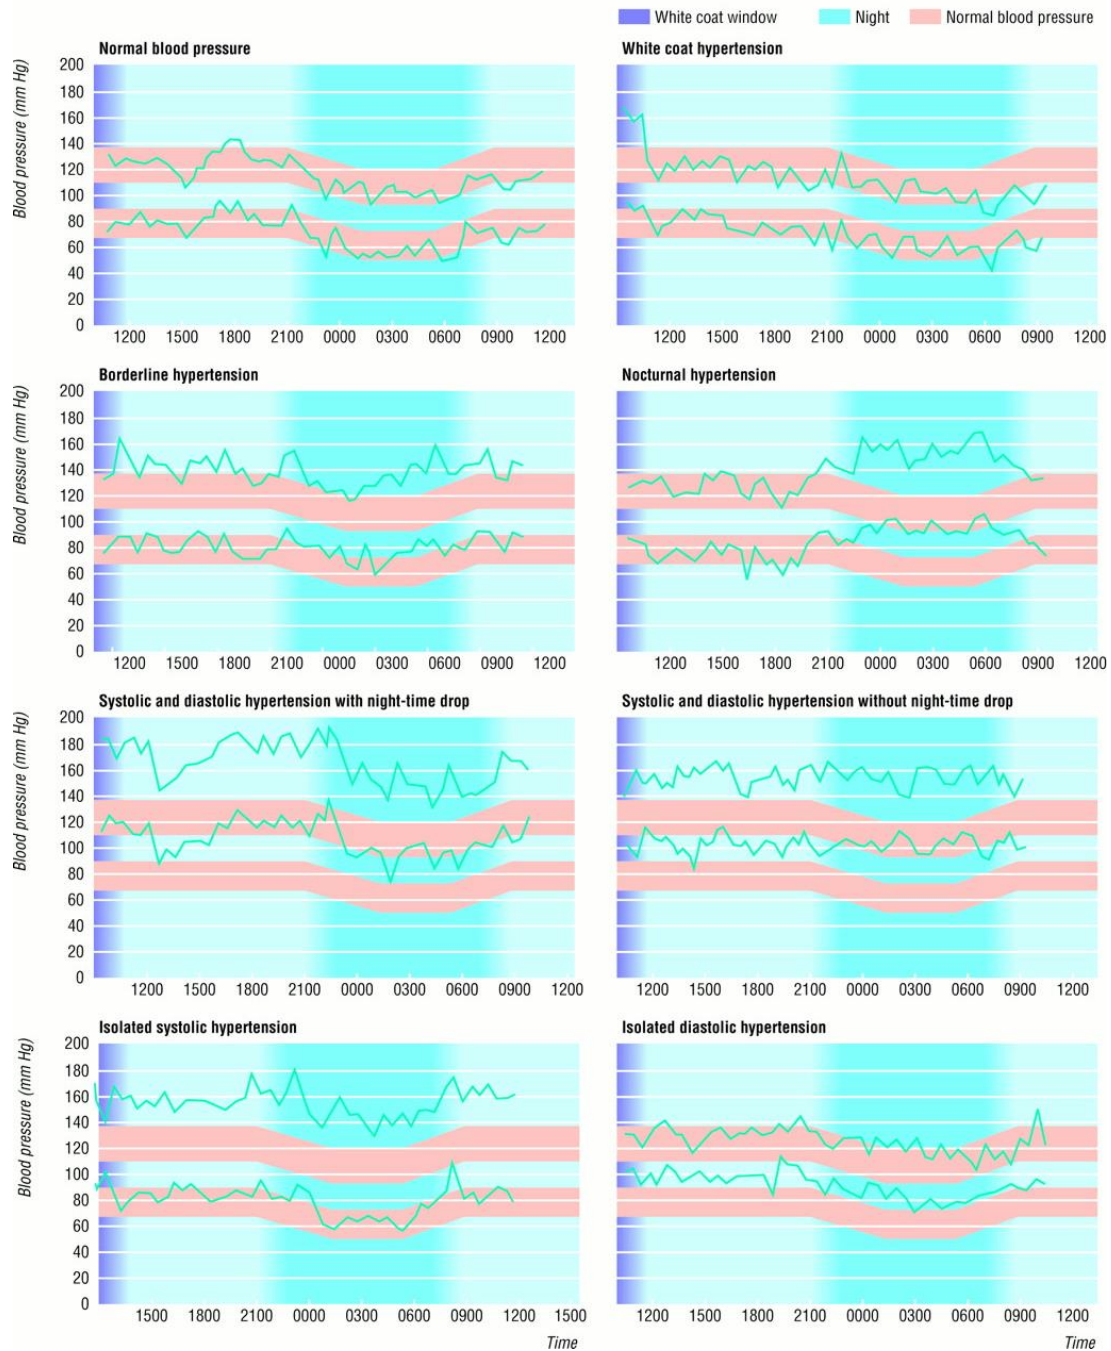 White coat window Night Normal blood pressure
Normal blood pressure
White coat hypertension
Blood pressure (mm Hg)
200
180
160
140
120
100
80
60
40
20
0
1200 1500 1800 2100 0000 0300 0600 0900 1200
1200 1500 1800 2100 0000 0300 0600 0900 1200
Borderline hypertension
Nocturnal hypertension
Blood pressure (mm Hg)
200
180
160
140
120
100
80
60
40
20
0
1200 1500 1800 2100 0000 0300 0600 0900 1200
1200 1500 1800 2100 0000 0300 0600 0900 1200
Systolic and diastolic hypertension with night-time drop
Systolic and diastolic hypertension without night-time drop
Blood pressure (mm Hg)
200
180
160
140
120
100
80
60
40
20
0
1200 1500 1800 2100 0000 0300 0600 0900 1200
1200 1500 1800 2100 0000 0300 0600 0900 1200
Isolated systolic hypertension
Isolated diastolic hypertension
Blood pressure (mm Hg)
200
180
160
140
120
100
80
60
40
20
0
1500 1800 2100 0000 0300 0600 0900 1200 1500
1200 1500 1800 2100 0000 0300 0600 0900 1200
Time
Time